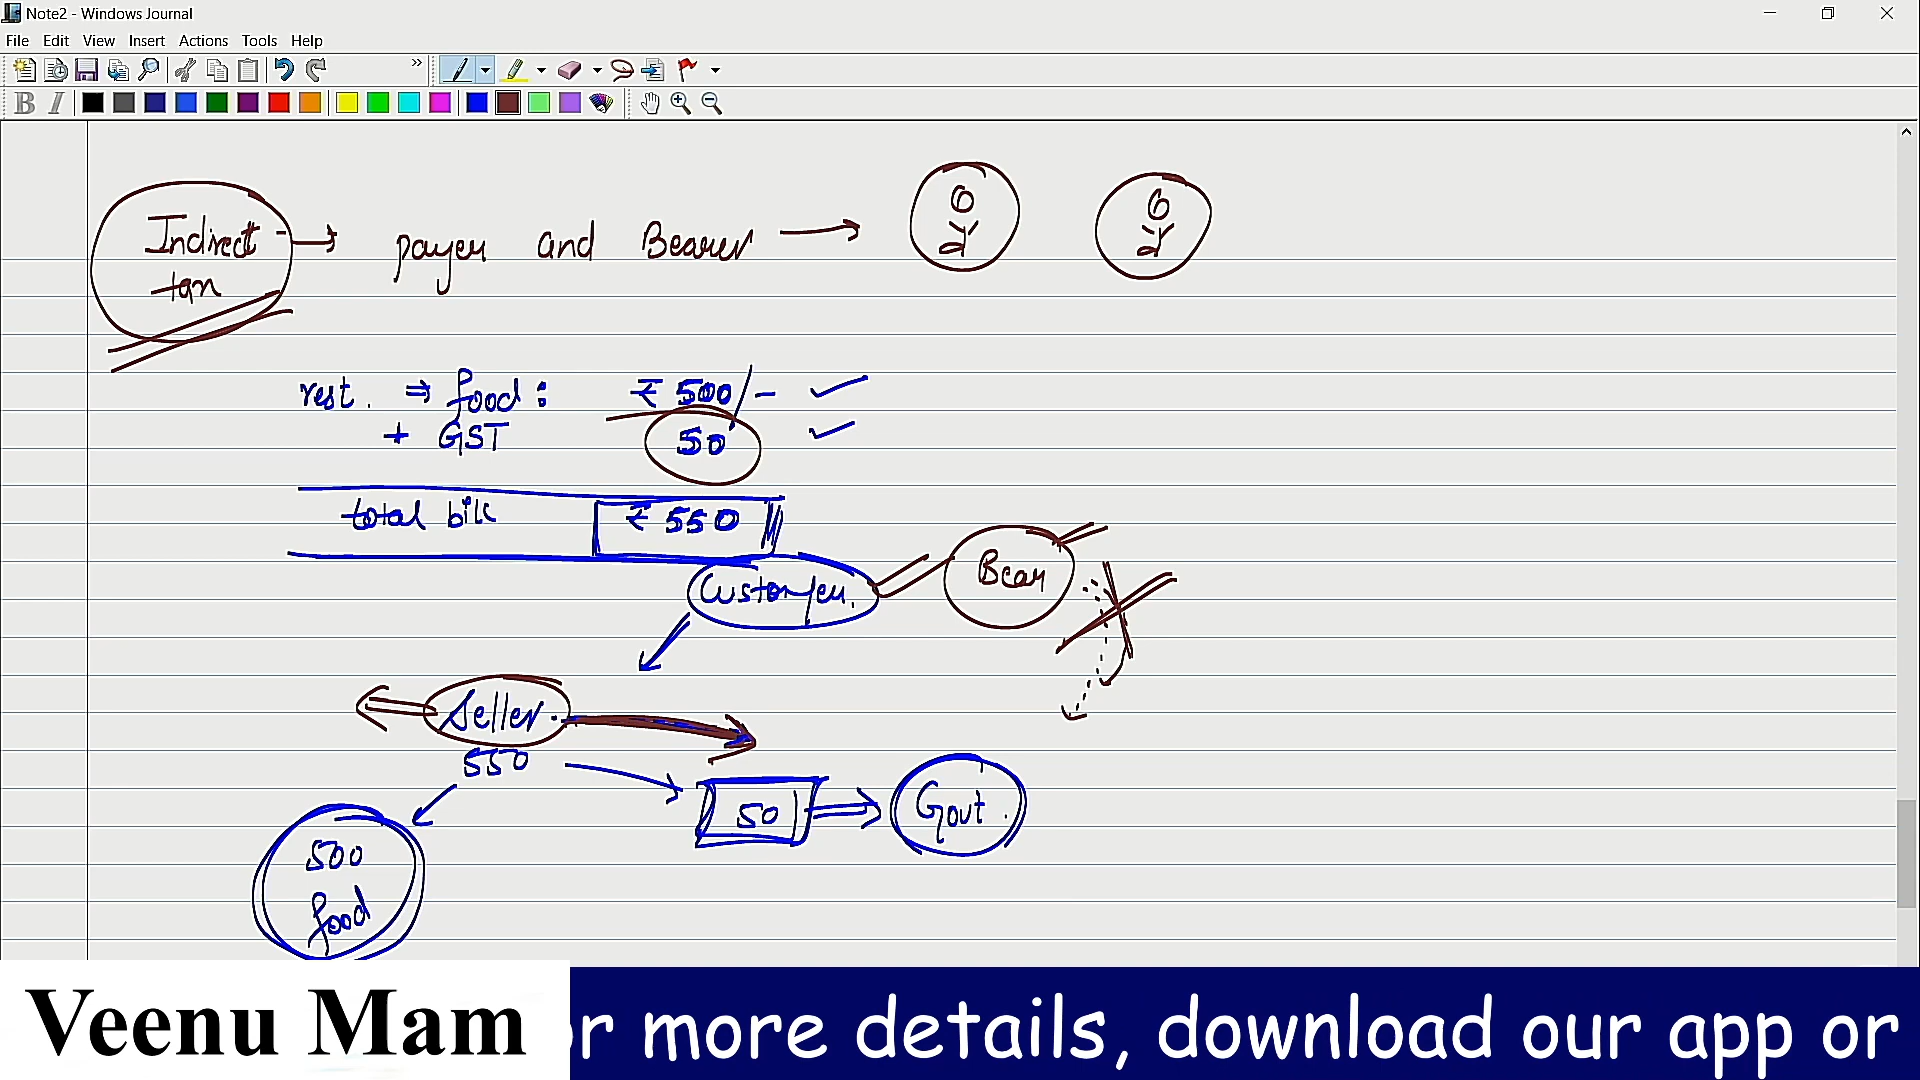 Note2 - Windows Journal
File Edit View Insert Actions Tools Help
B I
Indirect tax → payer and Bearer →
rest. ⇒ food : ₹ 500/- ✓
+ GST 50 ✓
total bill ₹ 550
Customer. Bear
Seller.
550
50 ⇒ Govt.
500
food
Veenu Mam
or more details, download our app or